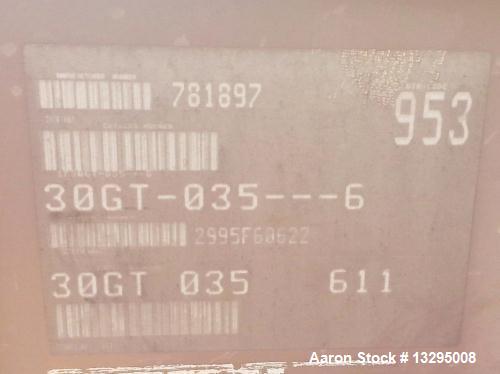 781897
953
30GT-035---6
2995F60622
30GT 035 611
Aaron Stock # 13295008